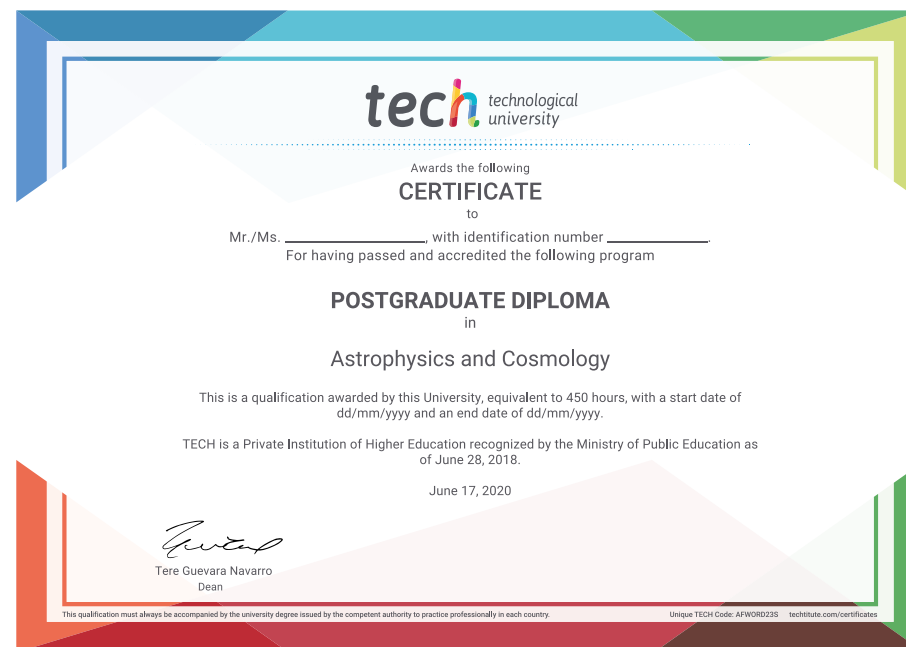 tech technological
university
Awards the following
CERTIFICATE
to
Mr./Ms. ____________________, with identification number ______________.
For having passed and accredited the following program
POSTGRADUATE DIPLOMA
in
Astrophysics and Cosmology
This is a qualification awarded by this University, equivalent to 450 hours, with a start date of
dd/mm/yyyy and an end date of dd/mm/yyyy.
TECH is a Private Institution of Higher Education recognized by the Ministry of Public Education as
of June 28, 2018.
June 17, 2020
Tere Guevara Navarro
Dean
This qualification must always be accompanied by the university degree issued by the competent authority to practice professionally in each country. Unique TECH Code: AFWORD23S techtitute.com/certificates